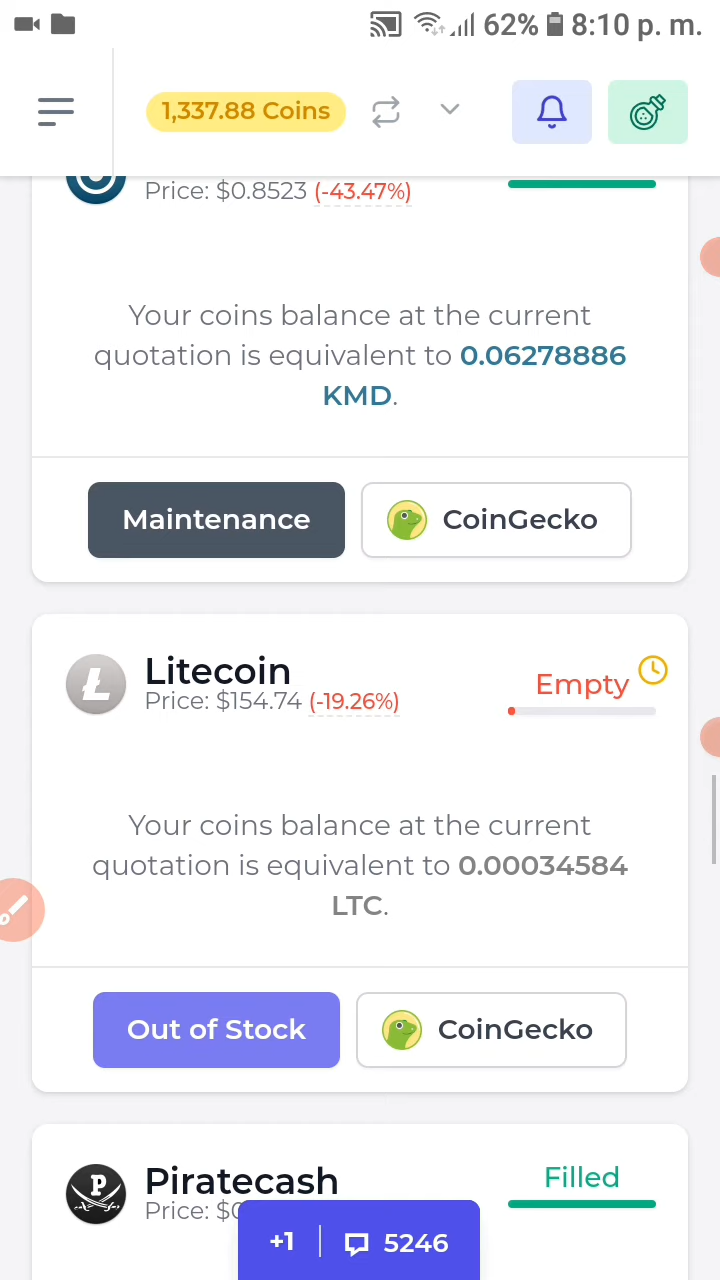 62% 8:10 p. m.
1,337.88 Coins
Price: $0.8523 (-43.47%)
Your coins balance at the current
quotation is equivalent to 0.06278886
KMD.
Maintenance CoinGecko
Litecoin
Empty
Price: $154.74 (-19.26%)
Your coins balance at the current
quotation is equivalent to 0.00034584
LTC.
Out of Stock CoinGecko
Piratecash
Filled
Price: $0
+1 5246